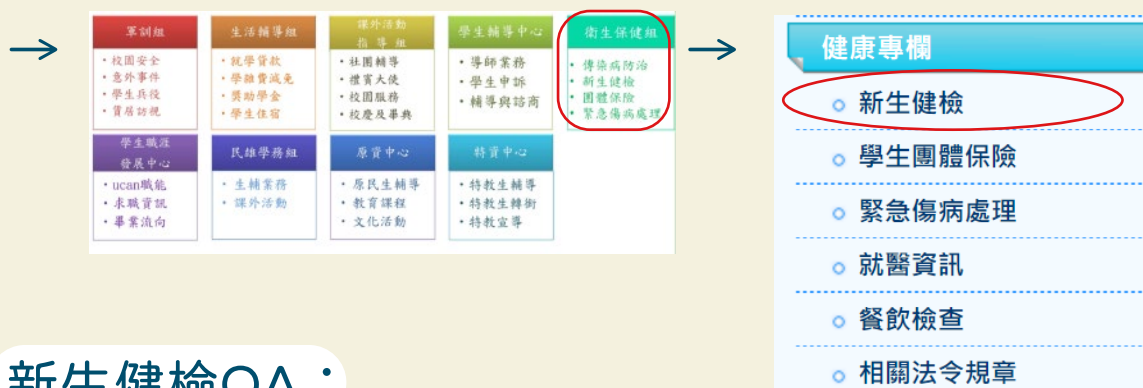 軍訓組
・校園安全
・意外事件
・學生兵役
・賃居訪視
生活輔導組
・就學貸款
・學雜費減免
・獎助學金
・學生住宿
課外活動
指導組
・社團輔導
・禮賓大使
・校園服務
・校慶及畢典
學生輔導中心
・導師業務
・學生申訴
・輔導與諮商
衛生保健組
・傳染病防治
・新生健檢
・團體保險
・緊急傷病處理
學生職涯
發展中心
・ucan職能
・求職資訊
・畢業流向
民雄學務組
・生輔業務
・課外活動
原資中心
・原民生輔導
・教育課程
・文化活動
特資中心
・特教生輔導
・特教生轉銜
・特教宣導
健康專欄
新生健檢
學生團體保險
緊急傷病處理
就醫資訊
餐飲檢查
相關法令規章
新生健檢QA：